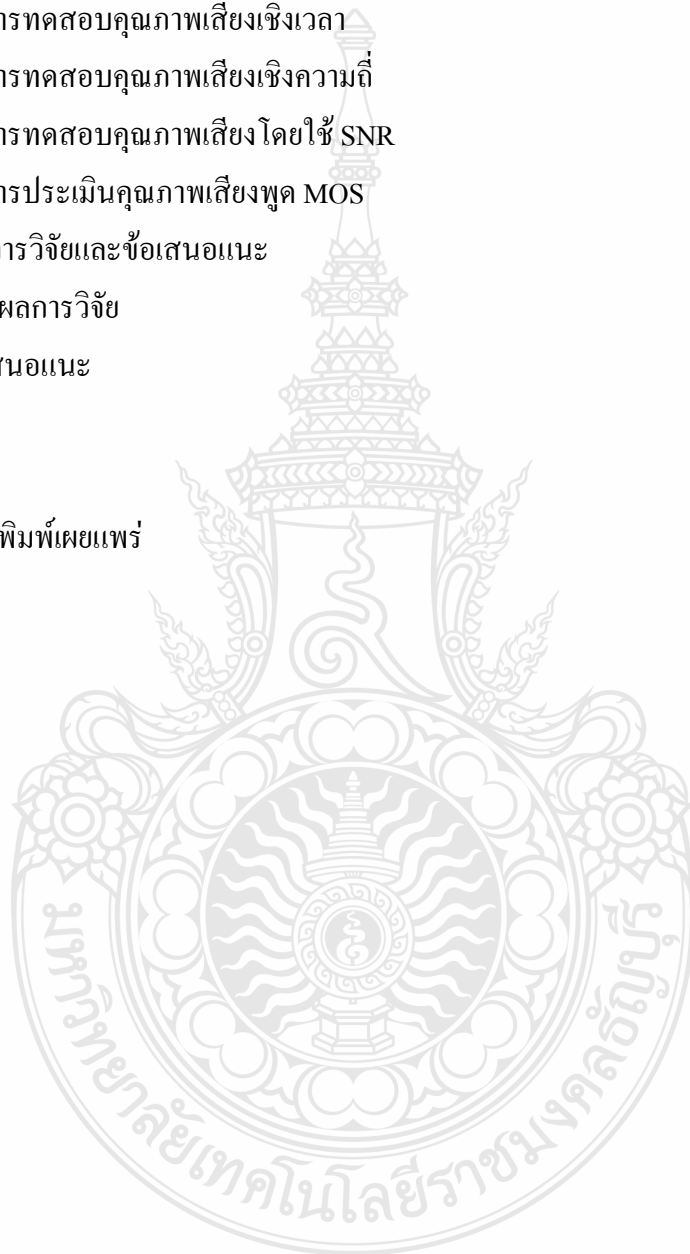 ารทดสอบคุณภาพเสียงเชิงเวลา
ารทดสอบคุณภาพเสียงเชิงความถี่
ารทดสอบคุณภาพเสียงโดยใช้ SNR
ารประเมินคุณภาพเสียงพูด MOS
ารวิจัยและข้อเสนอแนะ
ผลการวิจัย
สนอแนะ
พิมพ์เผยแพร่
มหาวิทยาลัยเทคโนโลยีราชมงคลธัญบุรี